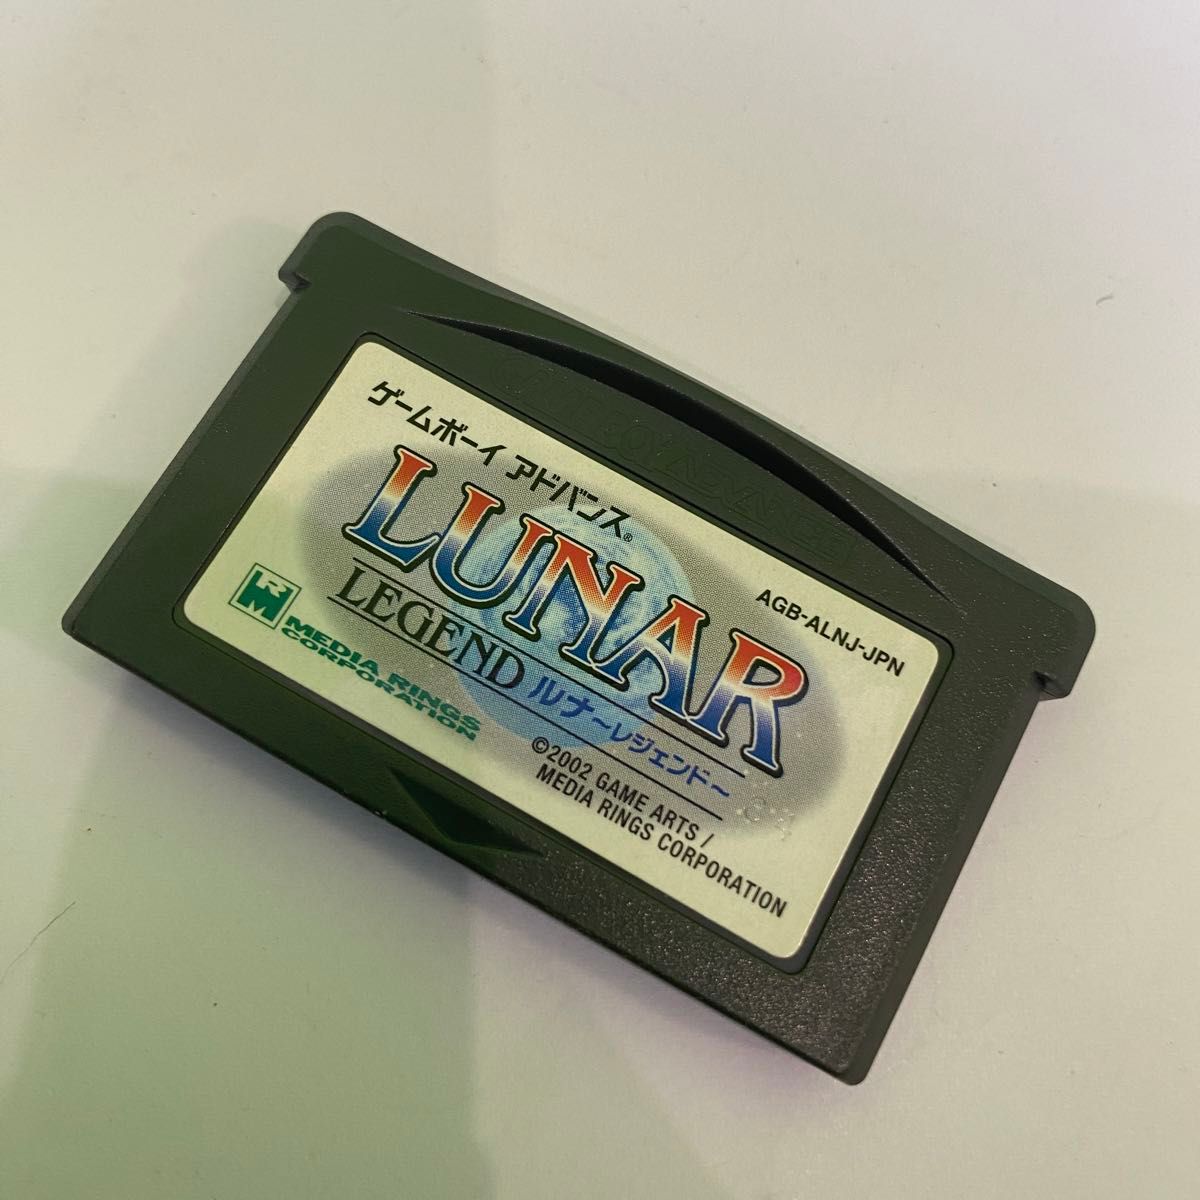 GAME BOY ADVANCE
ゲームボーイ アドバンス®
AGB-ALNJ-JPN
LUNAR
LEGEND ルナ〜レジェンド〜
MEDIA RINGS
CORPORATION
©2002 GAME ARTS /
MEDIA RINGS CORPORATION